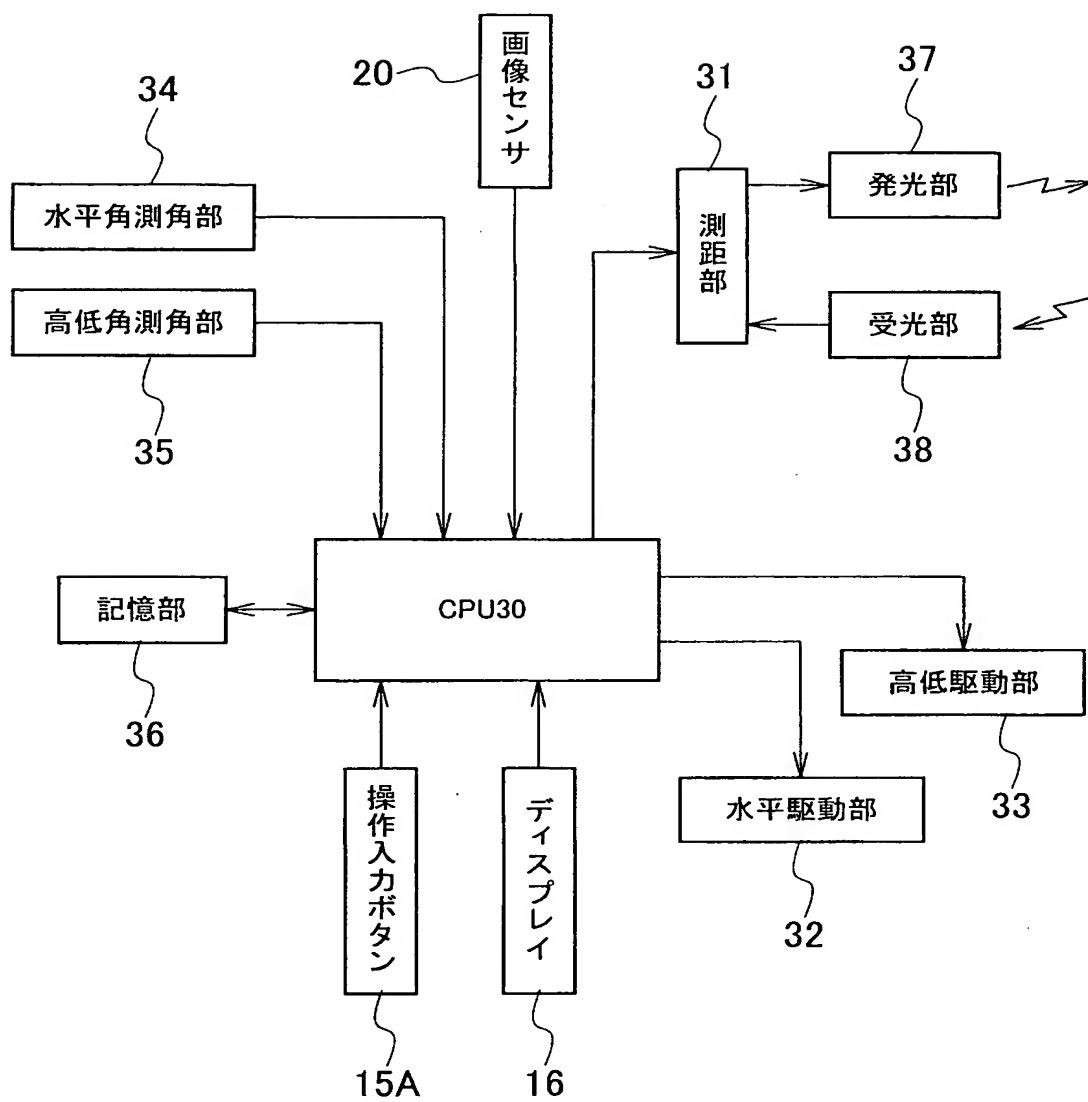 画像センサ
20
34
水平角測角部
高低角測角部
35
31
測距部
37
発光部
受光部
38
CPU30
記憶部
36
高低駆動部
33
水平駆動部
32
操作入力ボタン
15A
ディスプレイ
16